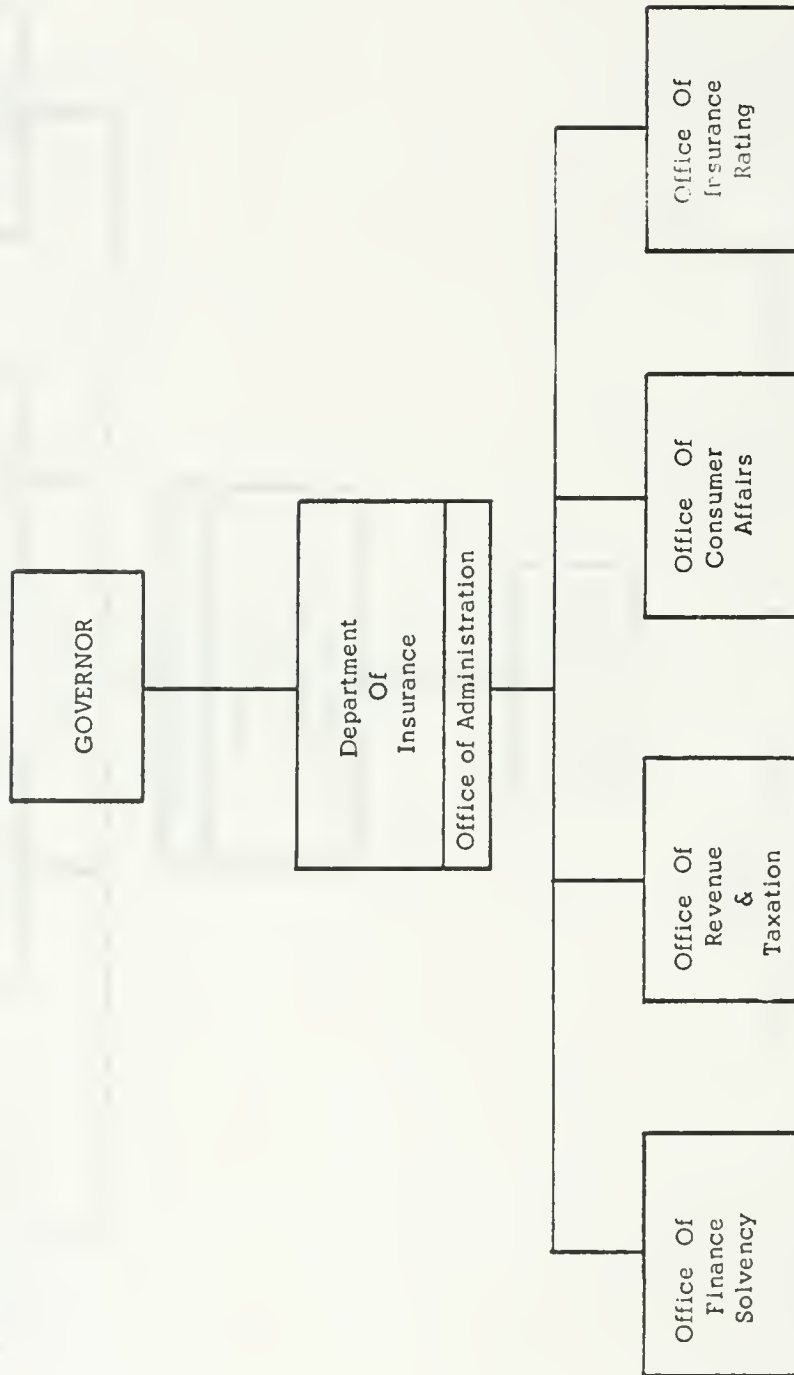 GOVERNOR
Department
Of
Insurance
Office of Administration
Office Of
Finance
Solvency
Office Of
Revenue
&
Taxation
Office Of
Consumer
Affairs
Office Of
Insurance
Rating